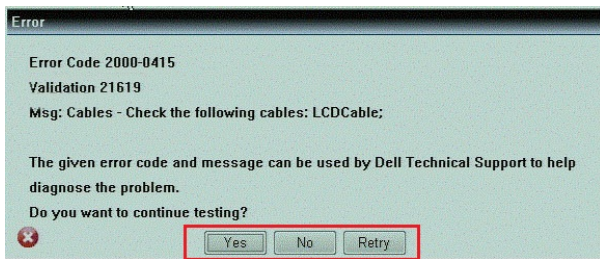 Error
Error Code 2000-0415
Validation 21619
Msg: Cables - Check the following cables: LCDCable;
The given error code and message can be used by Dell Technical Support to help
diagnose the problem.
Do you want to continue testing?
Yes No Retry